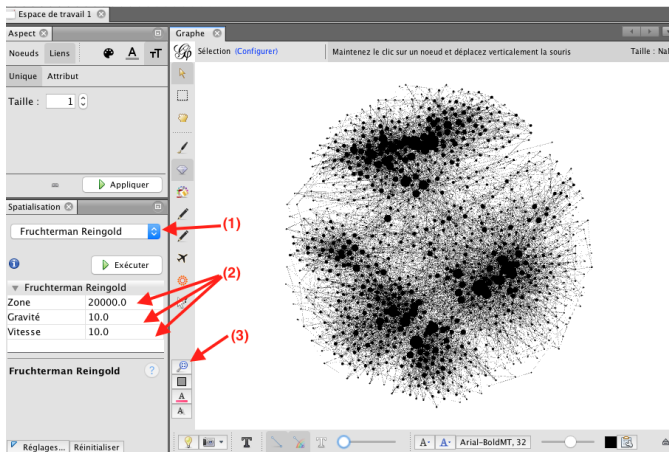 Espace de travail 1
Aspect
Noeuds Liens A TT
Unique Attribut
Taille : 1
Appliquer
Spatialisation
Fruchterman Reingold
Exécuter
Fruchterman Reingold
Zone 20000.0
Gravité 10.0
Vitesse 10.0
Fruchterman Reingold ?
Réglages... Réinitialiser
Graphe
Sélection (Configurer) Maintenez le clic sur un noeud et déplacez verticalement la souris
(1)
(2)
(3)
A
A
T T A- A- Arial-BoldMT, 32